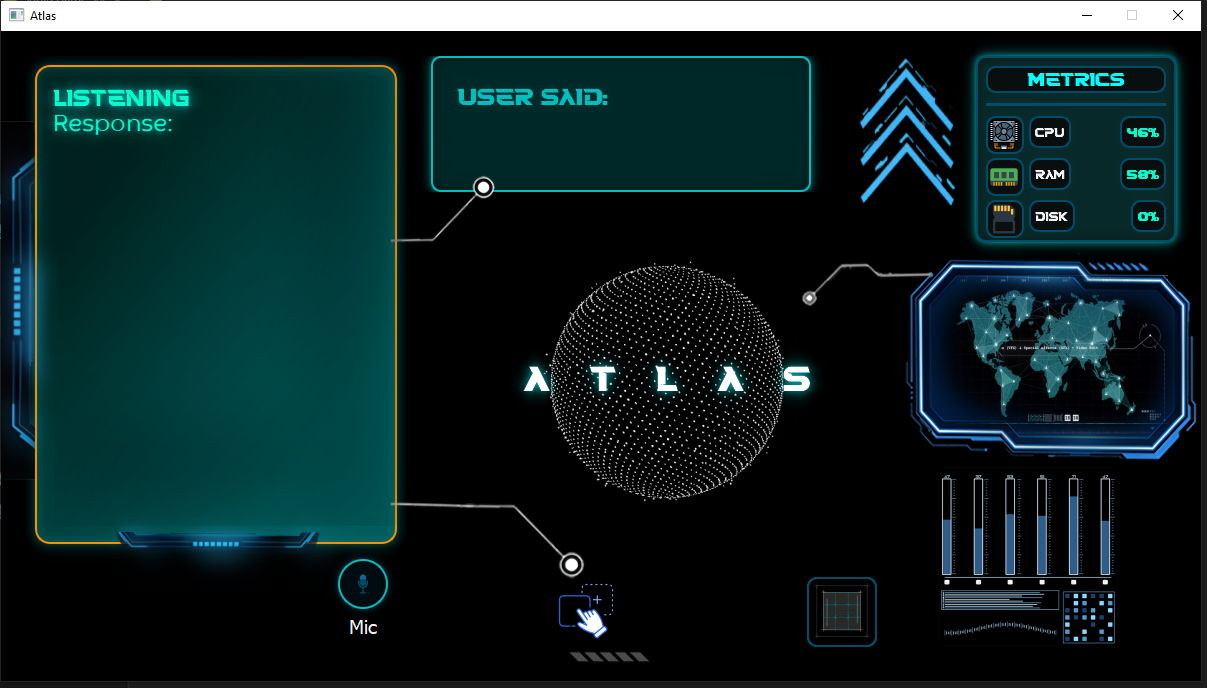 Atlas
LISTENING
Response:
USER SAID:
METRICS
CPU 46%
RAM 58%
DISK 0%
ATLAS
Mic